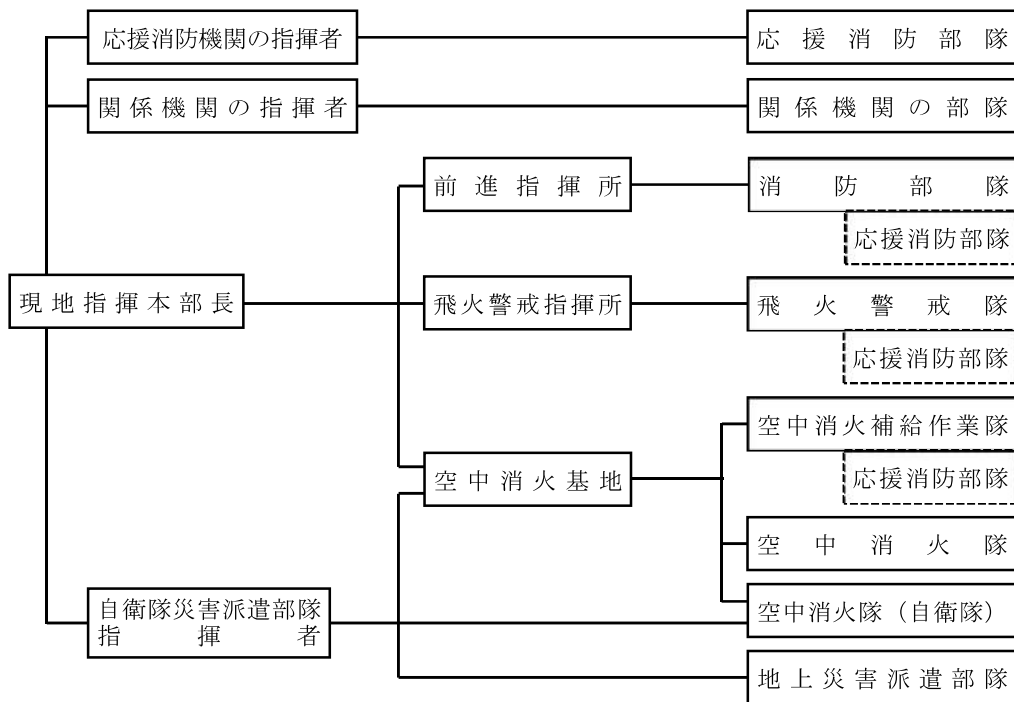 応援消防機関の指揮者
応援消防部隊
関係機関の指揮者
関係機関の部隊
前進指揮所
消防部隊
応援消防部隊
現地指揮本部長
飛火警戒指揮所
飛火警戒隊
応援消防部隊
空中消火補給作業隊
空中消火基地
応援消防部隊
空中消火隊
自衛隊災害派遣部隊
指揮者
空中消火隊（自衛隊）
地上災害派遣部隊